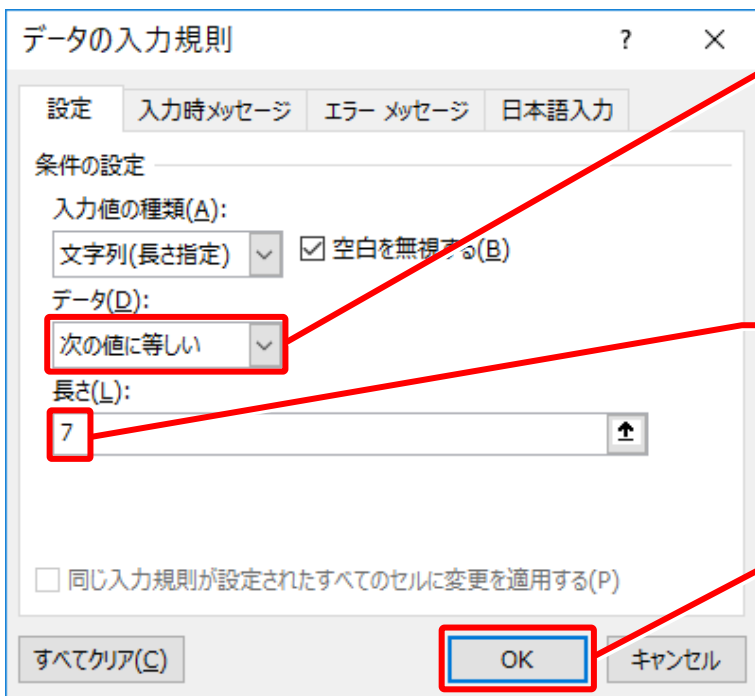 データの入力規則 ? ×
設定 入力時メッセージ エラー メッセージ 日本語入力
条件の設定
入力値の種類(A):
文字列(長さ指定) 空白を無視する(B)
データ(D):
次の値に等しい
長さ(L):
7
同じ入力規則が設定されたすべてのセルに変更を適用する(P)
すべてクリア(C) OK キャンセル